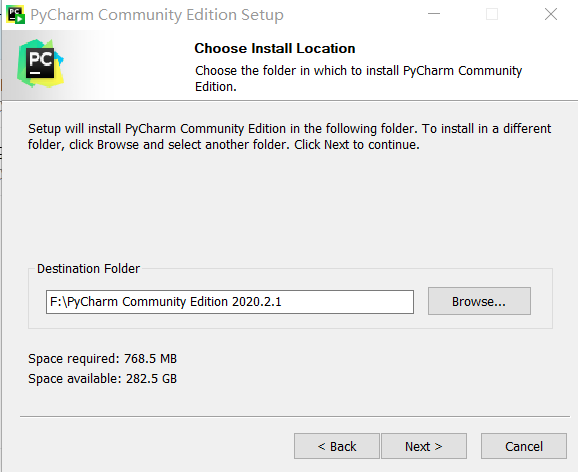 PyCharm Community Edition Setup
PC
Choose Install Location
Choose the folder in which to install PyCharm Community
Edition.
Setup will install PyCharm Community Edition in the following folder. To install in a different
folder, click Browse and select another folder. Click Next to continue.
Destination Folder
F:\PyCharm Community Edition 2020.2.1
Browse...
Space required: 768.5 MB
Space available: 282.5 GB
< Back
Next >
Cancel